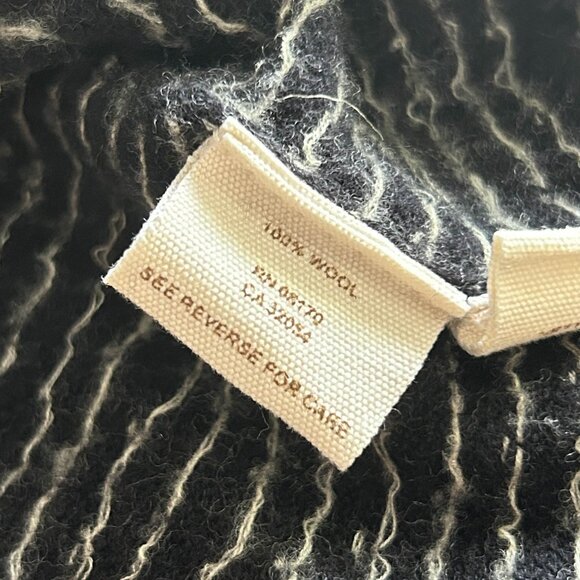 100% WOOL
RN 08170
CA 32054
SEE REVERSE FOR CARE